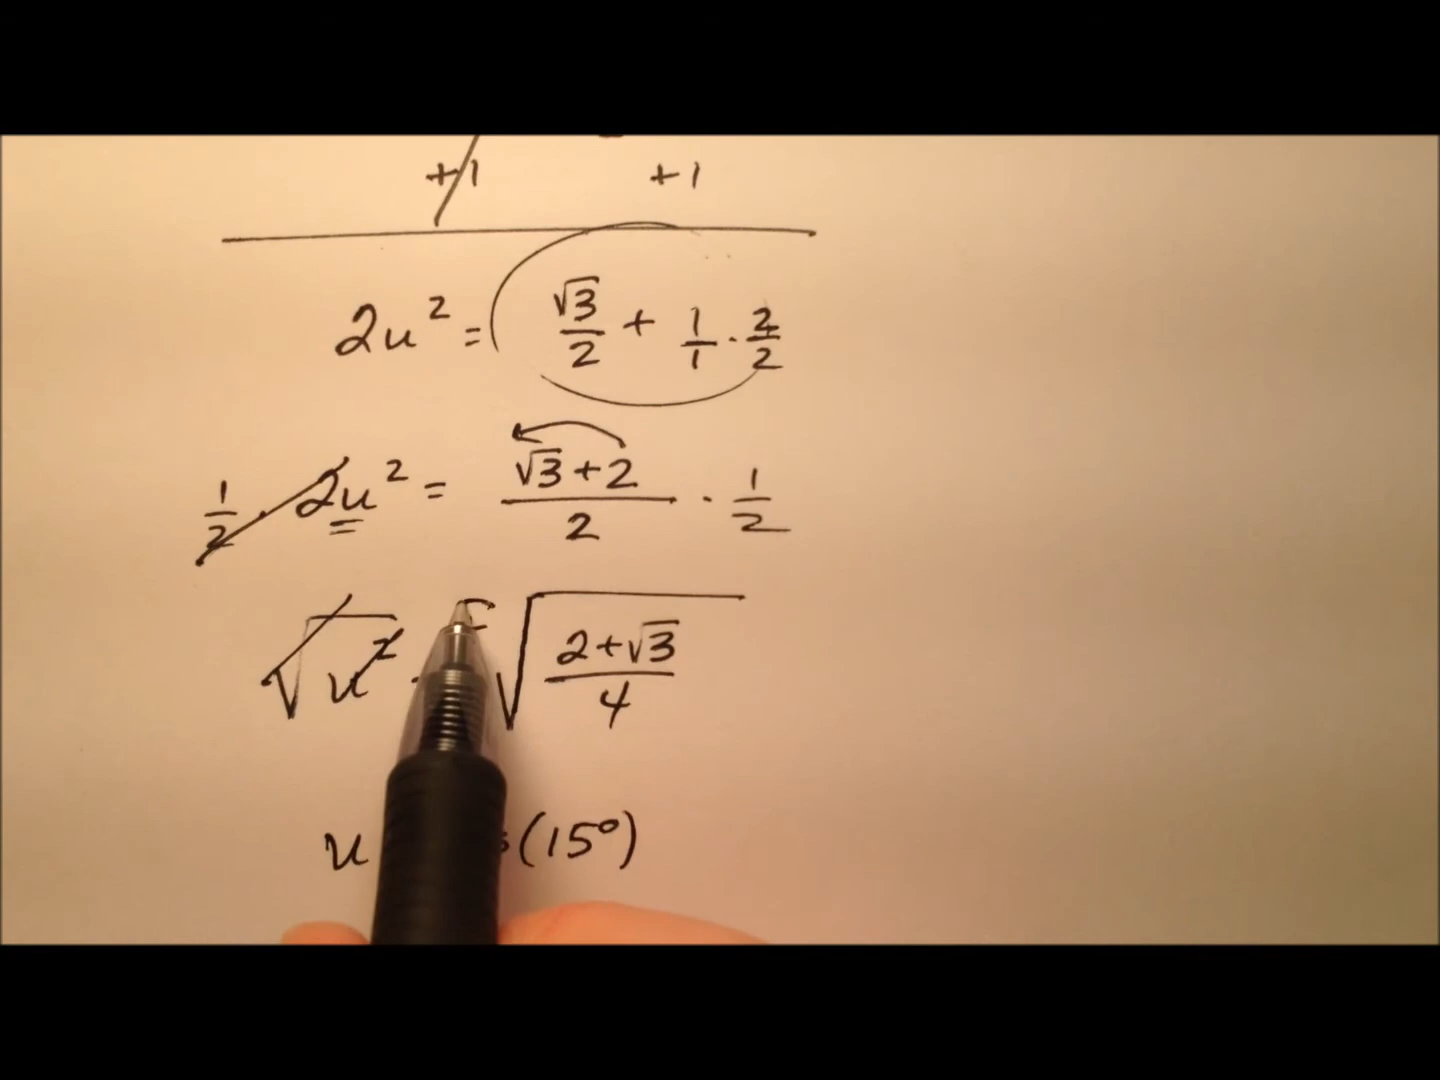 +1 +1
2u² = √3/2 + 1/1 · 2/2
1/2 · 2u² = (√3+2)/2 · 1/2
√u² = √((2+√3)/4)
u (15°)